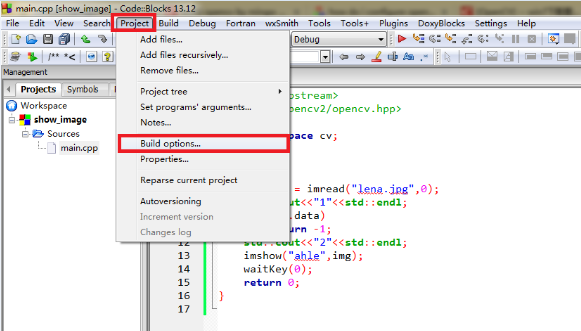 main.cpp [show_image] - Code::Blocks 13.12
File Edit View Search Project Build Debug Fortran wxSmith Tools Tools+ Plugins DoxyBlocks Settings Help
Debug
/** *<
Management
Projects Symbols
Workspace
show_image
Sources
main.cpp
Add files...
Add files recursively...
Remove files...
Project tree
Set programs' arguments...
Notes...
Build options...
Properties...
Reparse current project
Autoversioning
Increment version
Changes log
stream>
opencv2/opencv.hpp>
pace cv;
= imread("lena.jpg",0);
out<<"1"<<std::endl;
.data)
urn -1;
12 std::cout<<"2"<<std::endl;
13 imshow("ahle",img);
14 waitKey(0);
15 return 0;
16 }
17